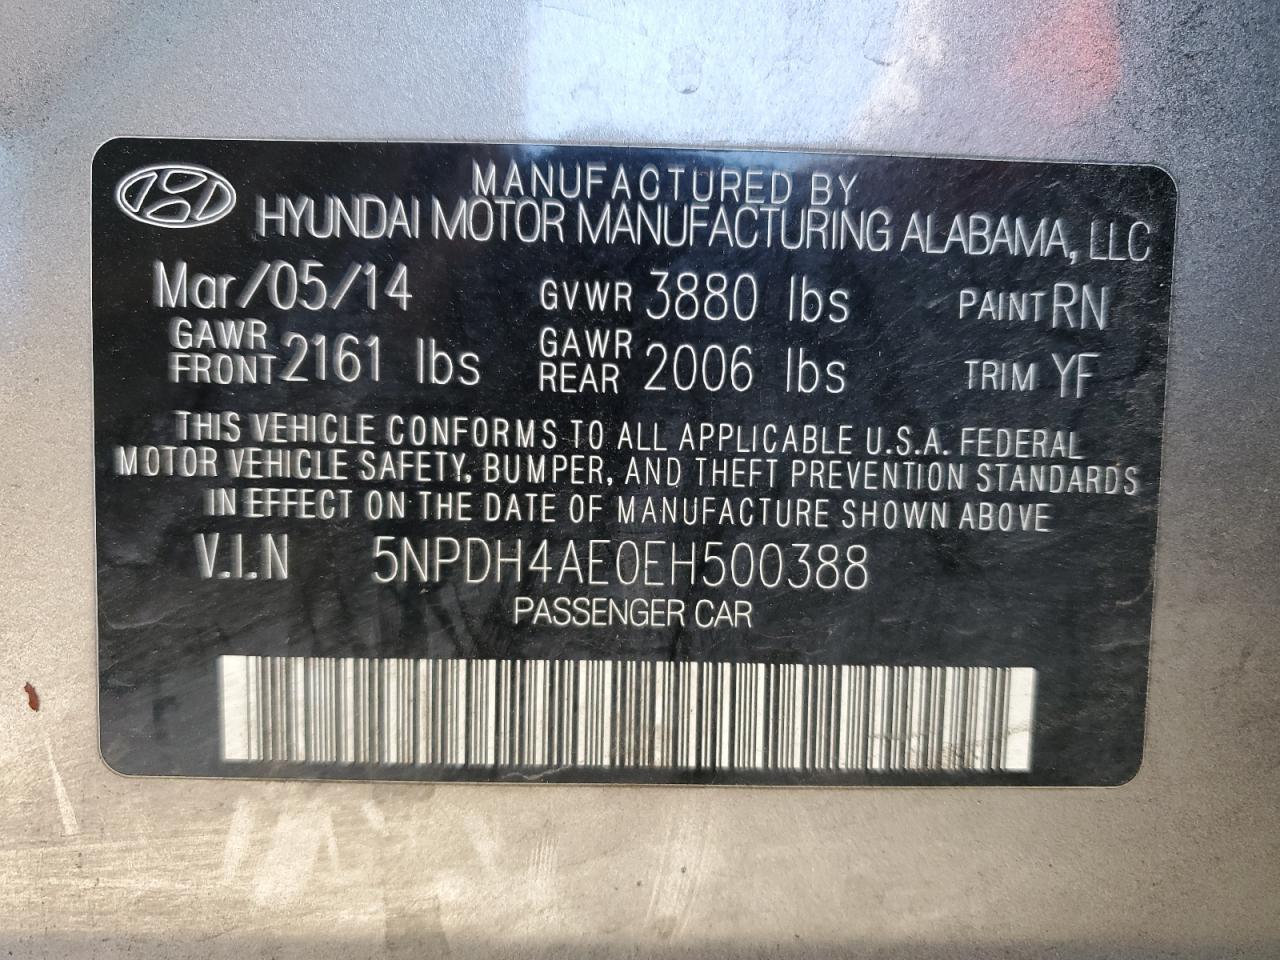 MANUFACTURED BY
HYUNDAI MOTOR MANUFACTURING ALABAMA, LLC
Mar/05/14 GVWR 3880 lbs PAINT RN
GAWR FRONT 2161 lbs GAWR REAR 2006 lbs TRIM YF
THIS VEHICLE CONFORMS TO ALL APPLICABLE U.S.A. FEDERAL
MOTOR VEHICLE SAFETY, BUMPER, AND THEFT PREVENTION STANDARDS
IN EFFECT ON THE DATE OF MANUFACTURE SHOWN ABOVE
V.I.N 5NPDH4AE0EH500388
PASSENGER CAR